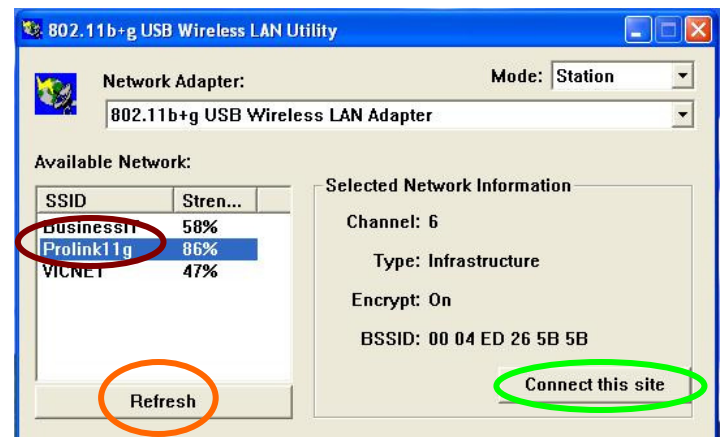 802.11b+g USB Wireless LAN Utility
Network Adapter:
Mode: Station
802.11b+g USB Wireless LAN Adapter
Available Network:
SSID Stren...
BusinessIT 58%
Prolink11g 86%
VICNET 47%
Refresh
Selected Network Information
Channel: 6
Type: Infrastructure
Encrypt: On
BSSID: 00 04 ED 26 5B 5B
Connect this site